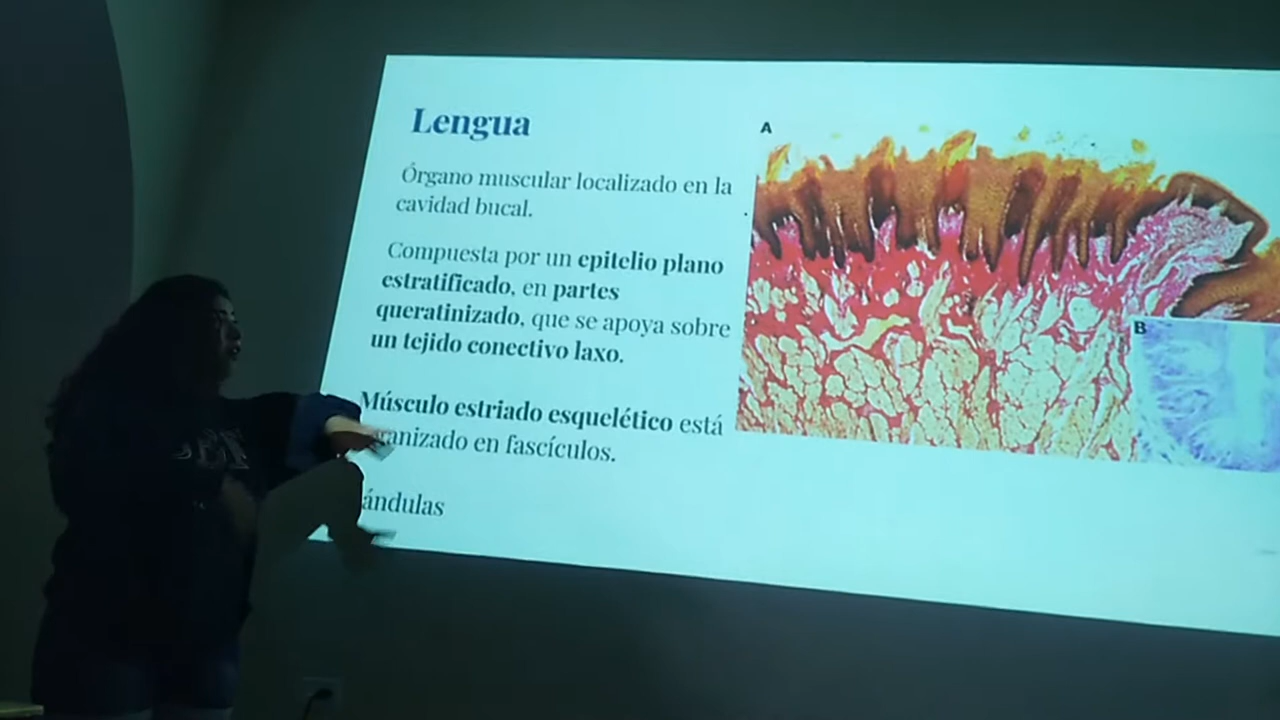 Lengua
Órgano muscular localizado en la
cavidad bucal.
Compuesta por un epitelio plano
estratificado, en partes
queratinizado, que se apoya sobre
un tejido conectivo laxo.
Músculo estriado esquelético está
anizado en fascículos.
ándulas
A
B